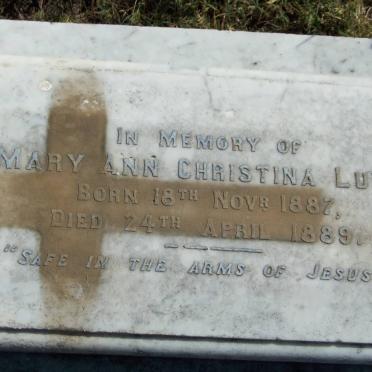 IN MEMORY OF
MARY ANN CHRISTINA LU
BORN 18TH NOVR 1887,
DIED 24TH APRIL 1889.
"SAFE IN THE ARMS OF JESUS